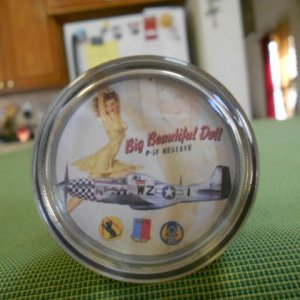 Big Beautiful Doll
P-51 MUSTANG
WZ I